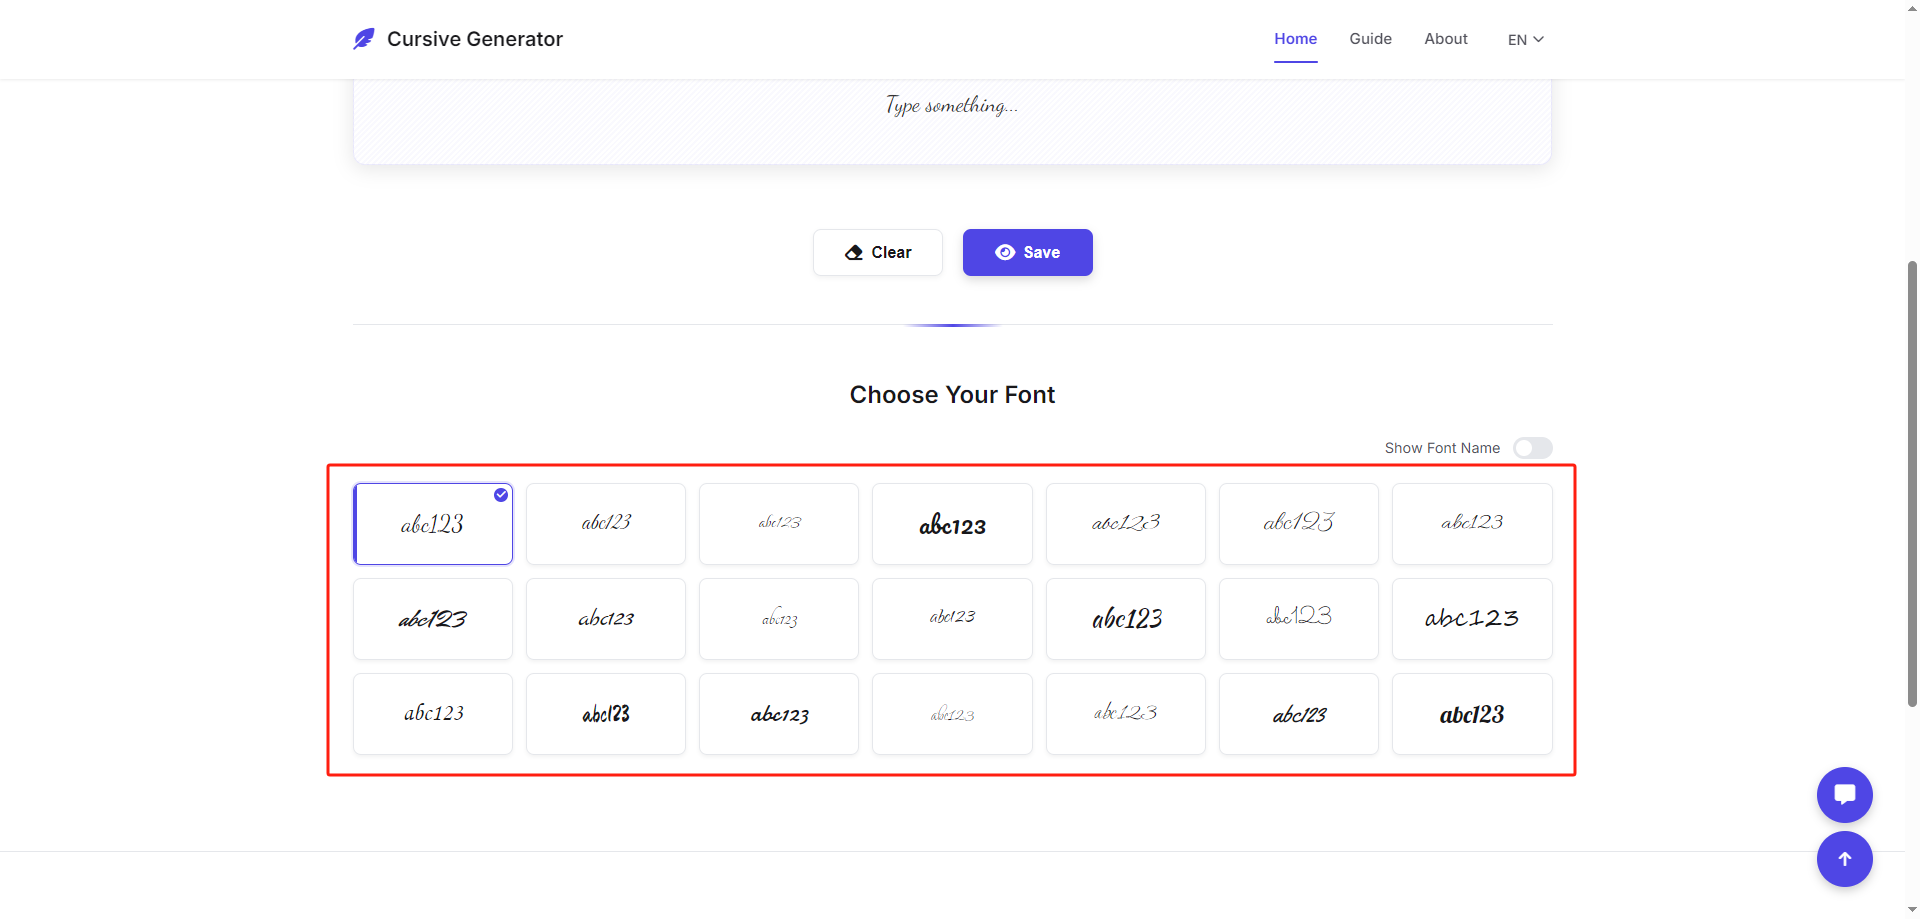 Cursive Generator
Home Guide About EN
Type something...
Clear Save
Choose Your Font
Show Font Name
abc123 abc123 abc123 abc123 abc123 abc123 abc123
abc123 abc123 abc123 abc123 abc123 abc123 abc123
abc123 abc123 abc123 abc123 abc123 abc123 abc123